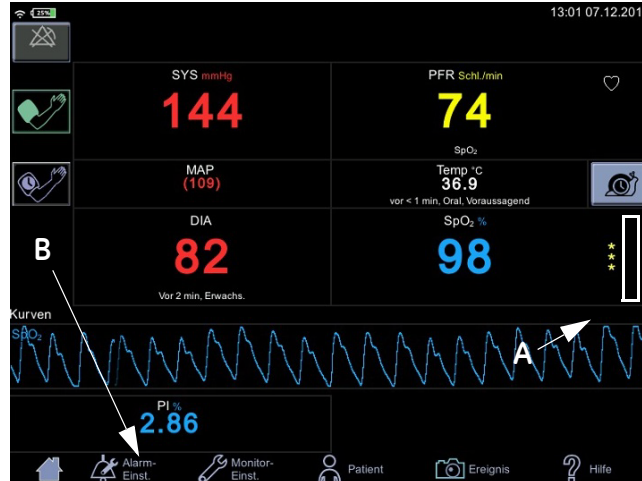 25%
13:01 07.12.201
SYS mmHg
144
PFR Schl./min
74
SpO₂
MAP
(109)
Temp °C
36.9
vor < 1 min, Oral, Voraussagend
DIA
82
Vor 2 min, Erwachs.
SpO₂ %
98
***
B
Kurven
SpO₂
A
PI %
2.86
Alarm-
Einst.
Monitor-
Einst.
Patient
Ereignis
Hilfe